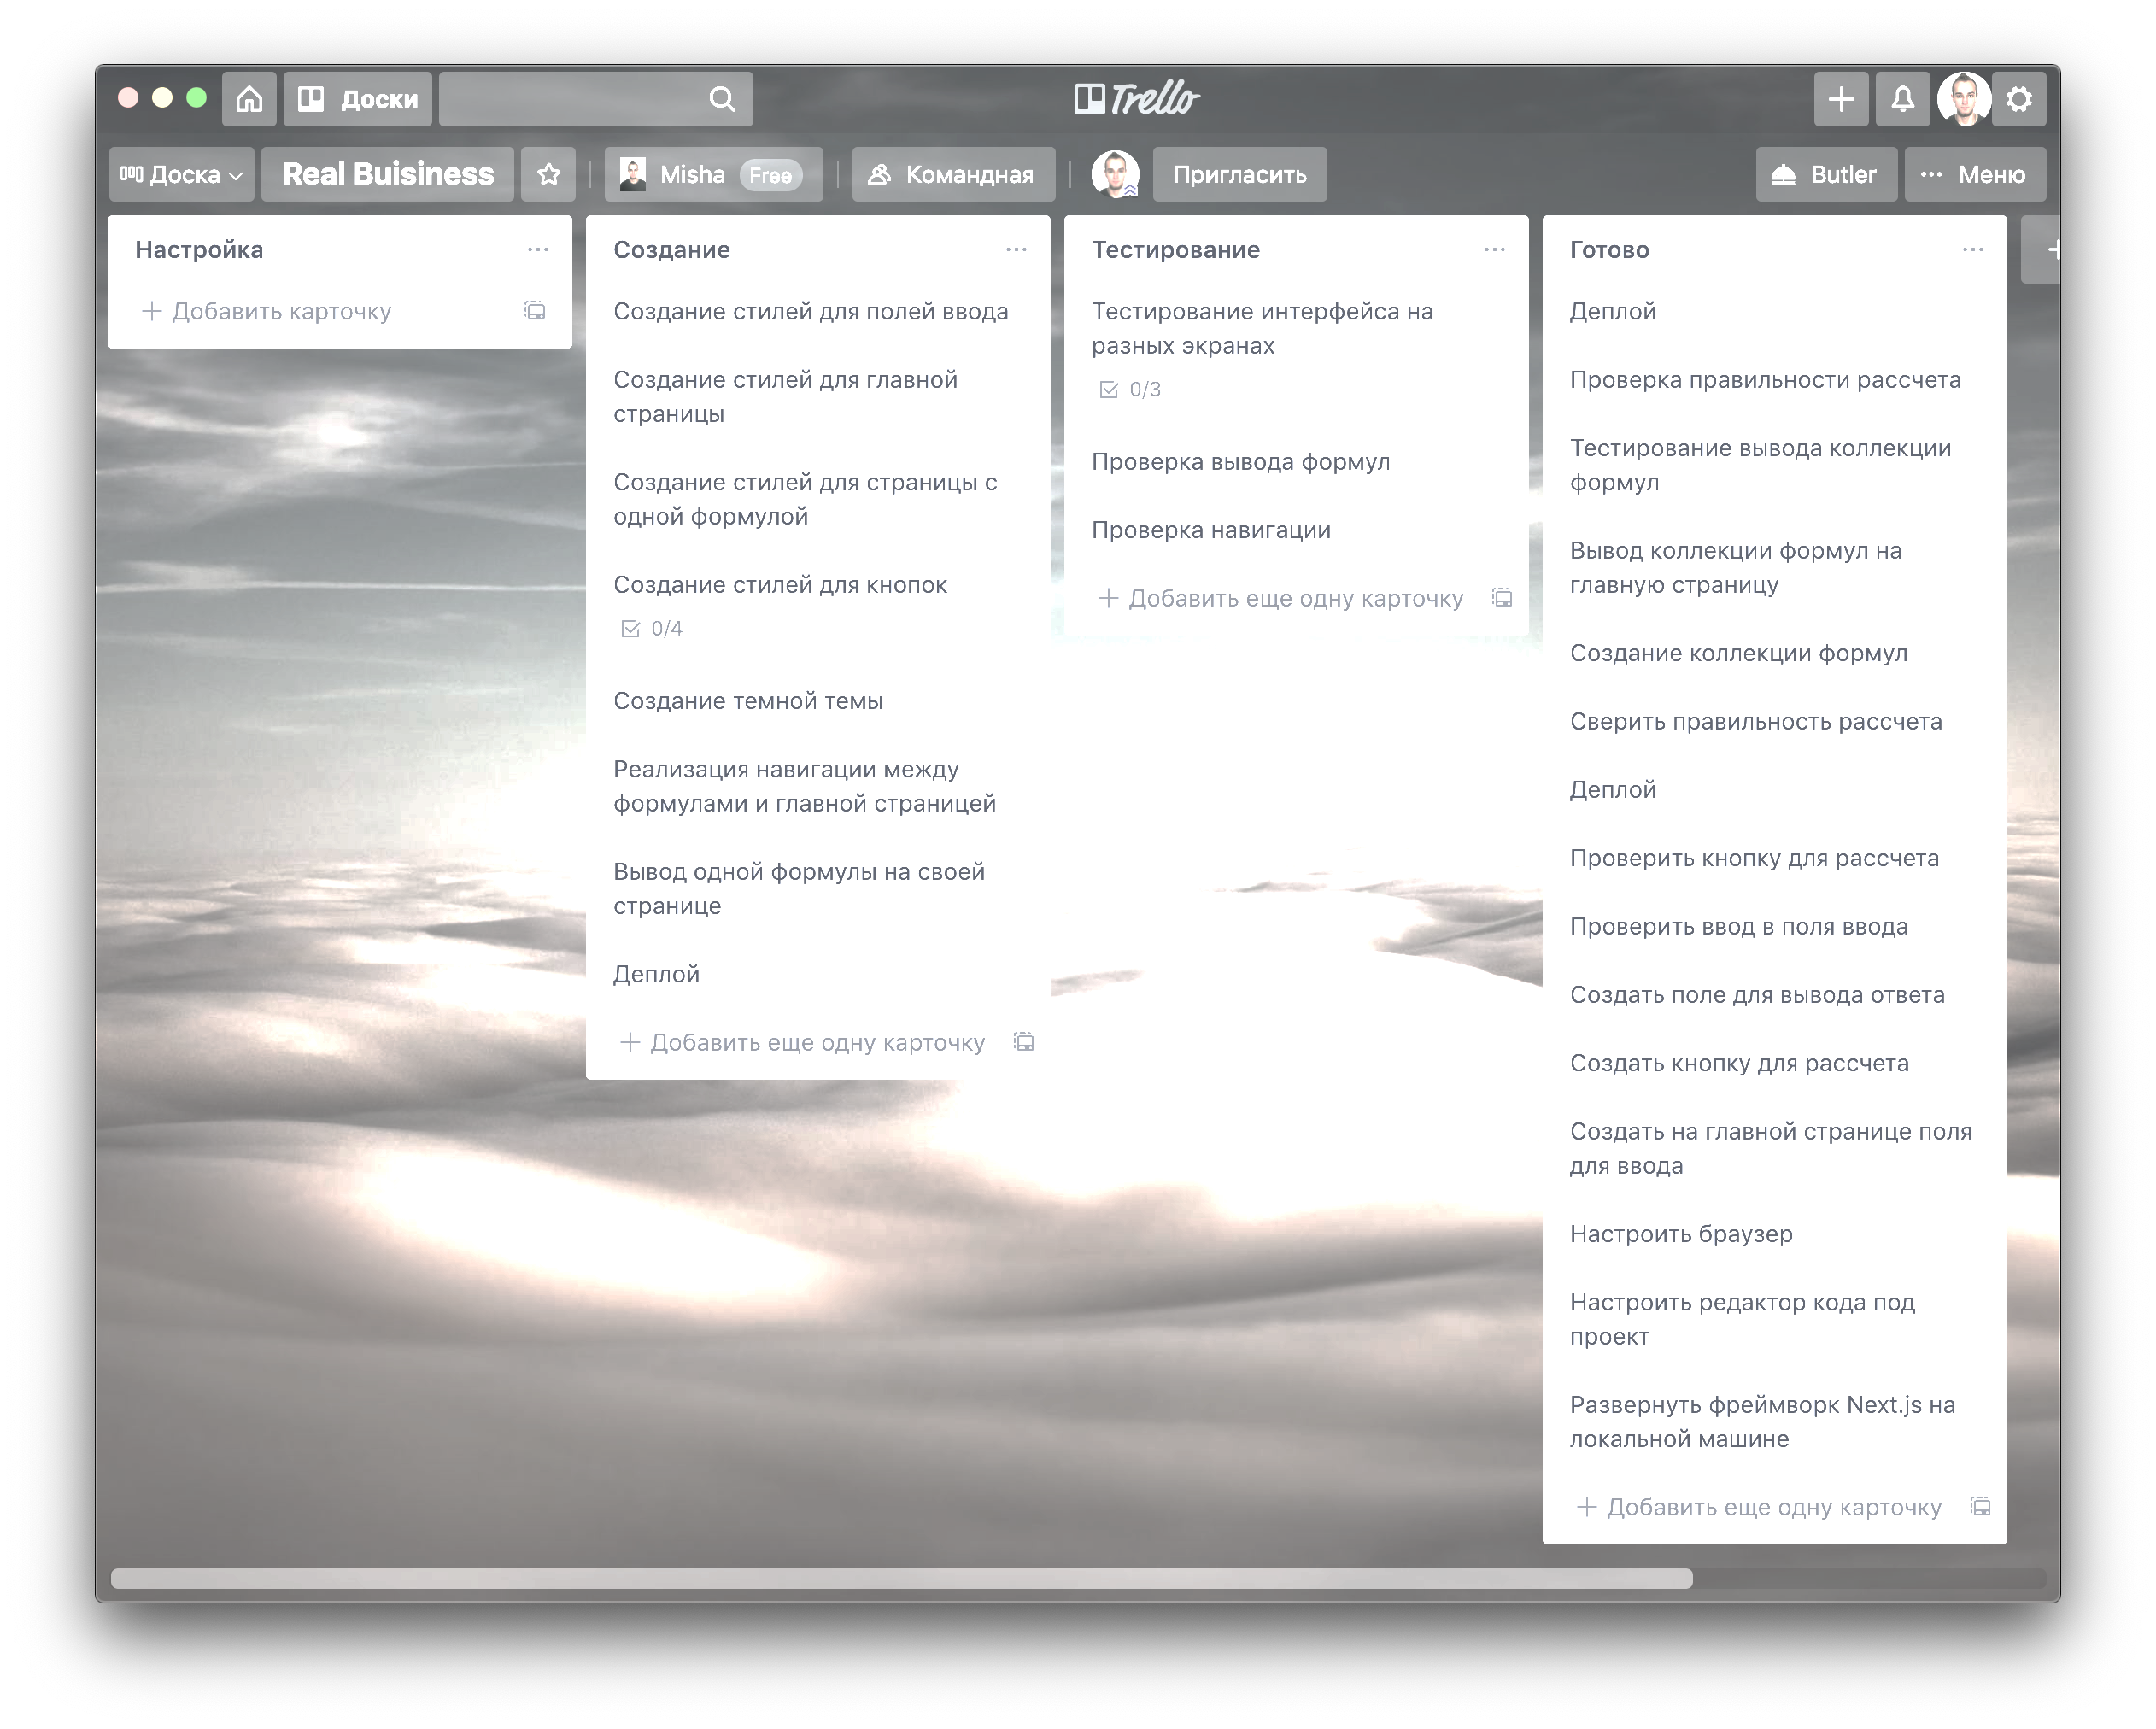 Доски
Trello
Доска
Real Buisiness
Misha
Free
Командная
Пригласить
Butler
Меню
Настройка
Добавить карточку
Создание
Создание стилей для полей ввода
Создание стилей для главной
страницы
Создание стилей для страницы с
одной формулой
Создание стилей для кнопок
0/4
Создание темной темы
Реализация навигации между
формулами и главной страницей
Вывод одной формулы на своей
странице
Деплой
Добавить еще одну карточку
Тестирование
Тестирование интерфейса на
разных экранах
0/3
Проверка вывода формул
Проверка навигации
Добавить еще одну карточку
Готово
Деплой
Проверка правильности рассчета
Тестирование вывода коллекции
формул
Вывод коллекции формул на
главную страницу
Создание коллекции формул
Сверить правильность рассчета
Деплой
Проверить кнопку для рассчета
Проверить ввод в поля ввода
Создать поле для вывода ответа
Создать кнопку для рассчета
Создать на главной странице поля
для ввода
Настроить браузер
Настроить редактор кода под
проект
Развернуть фреймворк Next.js на
локальной машине
Добавить еще одну карточку